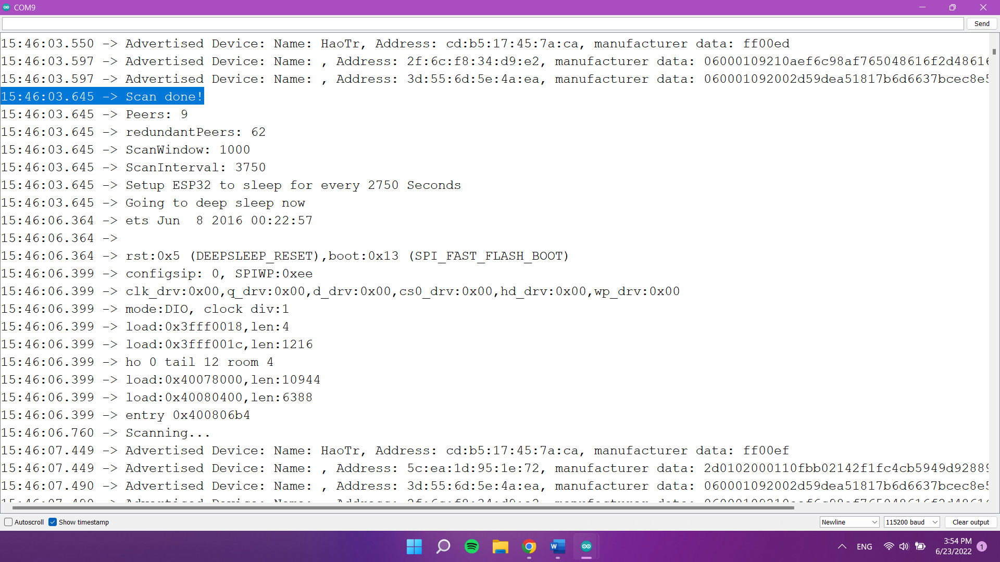 COM9
Send
15:46:03.550 -> Advertised Device: Name: HaoTr, Address: cd:b5:17:45:7a:ca, manufacturer data: ff00ed
15:46:03.597 -> Advertised Device: Name: , Address: 2f:6c:f8:34:d9:e2, manufacturer data: 06000109210aef6c98af765048616f2d48616
15:46:03.597 -> Advertised Device: Name: , Address: 3d:55:6d:5e:4a:ea, manufacturer data: 060001092002d59dea51817b6d6637bcec8e5
15:46:03.645 -> Scan done!
15:46:03.645 -> Peers: 9
15:46:03.645 -> redundantPeers: 62
15:46:03.645 -> ScanWindow: 1000
15:46:03.645 -> ScanInterval: 3750
15:46:03.645 -> Setup ESP32 to sleep for every 2750 Seconds
15:46:03.645 -> Going to deep sleep now
15:46:06.364 -> ets Jun  8 2016 00:22:57
15:46:06.364 ->
15:46:06.364 -> rst:0x5 (DEEPSLEEP_RESET),boot:0x13 (SPI_FAST_FLASH_BOOT)
15:46:06.399 -> configsip: 0, SPIWP:0xee
15:46:06.399 -> clk_drv:0x00,q_drv:0x00,d_drv:0x00,cs0_drv:0x00,hd_drv:0x00,wp_drv:0x00
15:46:06.399 -> mode:DIO, clock div:1
15:46:06.399 -> load:0x3fff0018,len:4
15:46:06.399 -> load:0x3fff001c,len:1216
15:46:06.399 -> ho 0 tail 12 room 4
15:46:06.399 -> load:0x40078000,len:10944
15:46:06.399 -> load:0x40080400,len:6388
15:46:06.399 -> entry 0x400806b4
15:46:06.760 -> Scanning...
15:46:07.449 -> Advertised Device: Name: HaoTr, Address: cd:b5:17:45:7a:ca, manufacturer data: ff00ef
15:46:07.449 -> Advertised Device: Name: , Address: 5c:ea:1d:95:1e:72, manufacturer data: 2d0102000110fbb02142f1fc4cb5949d92889
15:46:07.490 -> Advertised Device: Name: , Address: 3d:55:6d:5e:4a:ea, manufacturer data: 060001092002d59dea51817b6d6637bcec8e5
Autoscroll Show timestamp Newline 115200 baud Clear output
ENG 3:54 PM
6/23/2022 1